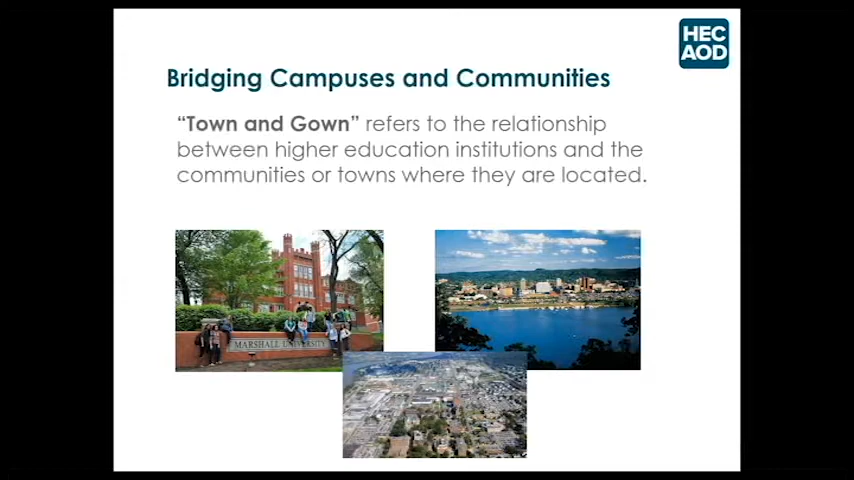 HEC
AOD
Bridging Campuses and Communities
“Town and Gown” refers to the relationship
between higher education institutions and the
communities or towns where they are located.
MARSHALL UNIVERSITY